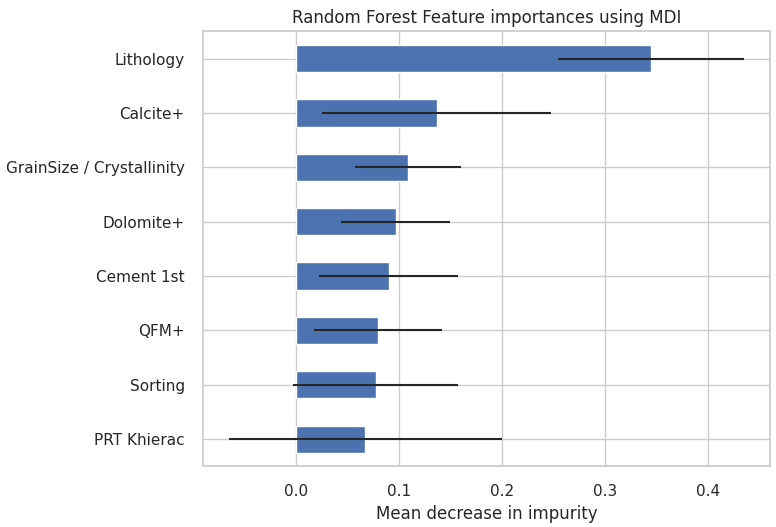 Random Forest Feature importances using MDI
Lithology
Calcite+
GrainSize / Crystallinity
Dolomite+
Cement 1st
QFM+
Sorting
PRT Khierac
0.0 0.1 0.2 0.3 0.4
Mean decrease in impurity